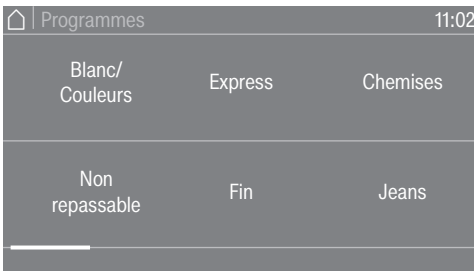 Programmes 11:02
Blanc/
Couleurs
Express
Chemises
Non
repassable
Fin
Jeans